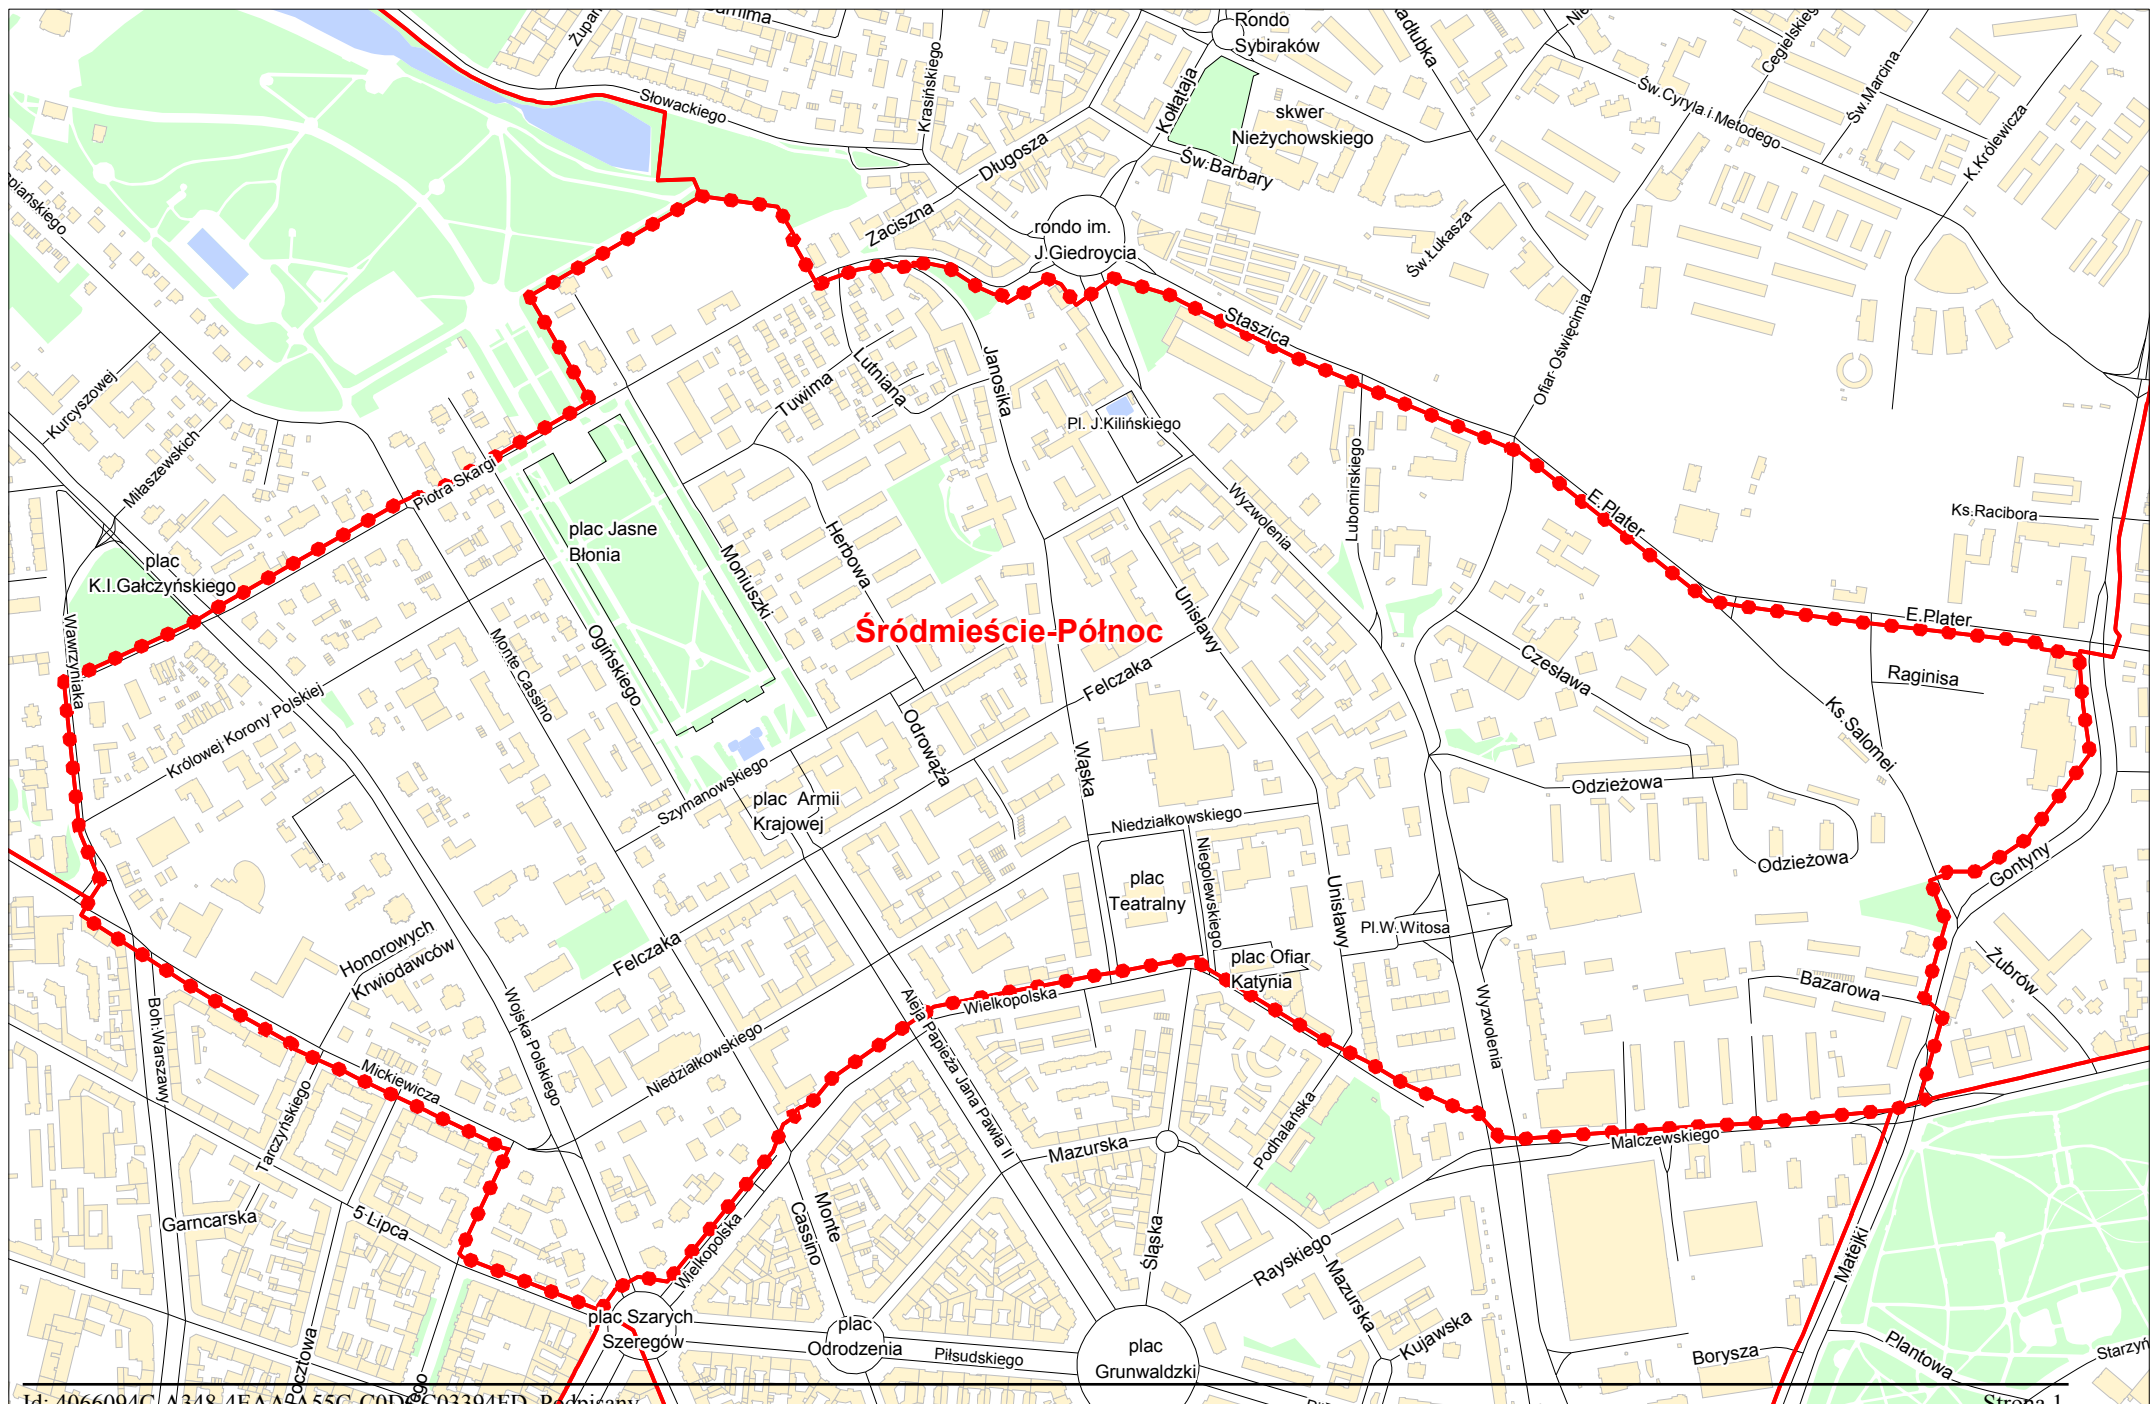 Rondo
Sybiraków
Słowackiego
Krasińskiego
Kołłątaja
skwer
Nieżychowskiego
Długosza
Św.Barbary
Zaciszna
rondo im.
J.Giedroycia
Św.Łukasza
Św.Cyryla.i.Metodego
Cegielskiego
Św.Marcina
K.Królewicza
Staszica
Ofiar-Oświęcimia
Kurcyszowej
Miłaszewskich
Piotra Skargi
Tuwima
Lutniana
Janosika
Pl. J.Kilińskiego
Lubomirskiego
Wyzwolenia
E.Plater
Ks.Racibora
plac Jasne
Błonia
plac
K.I.Gałczyńskiego
Moniuszki
Herbowa
Śródmieście-Północ
Unisławy
E.Plater
Wawrzyniaka
Monte Cassino
Ogińskiego
Królowej Korony Polskiej
Felczaka
Czesława
Raginisa
Ks.Salomei
Odrowąża
Wąska
Szymanowskiego
plac Armii
Krajowej
Niedziałkowskiego
Odzieżowa
Odzieżowa
Gontyny
plac
Teatralny
Niegolewskiego
Unisławy
Pl.W.Witosa
plac Ofiar
Katynia
Honorowych
Krwiodawców
Felczaka
Wielkopolska
Wyzwolenia
Bazarowa
Żubrów
Boh.Warszawy
Wojska Polskiego
Niedziałkowskiego
Aleja Papieża Jana Pawla II
Mickiewicza
Tarczyńskiego
Mazurska
Podhalańska
Malczewskiego
Garncarska
5 Lipca
Wielkopolska
Monte
Cassino
Śląska
Rayskiego
Mazurska
Matejki
Kujawska
plac Szarych
Szeregów
plac
Odrodzenia
Piłsudskiego
plac
Grunwaldzki
Borysza
Plantowa
Pocztowa
Strona 1